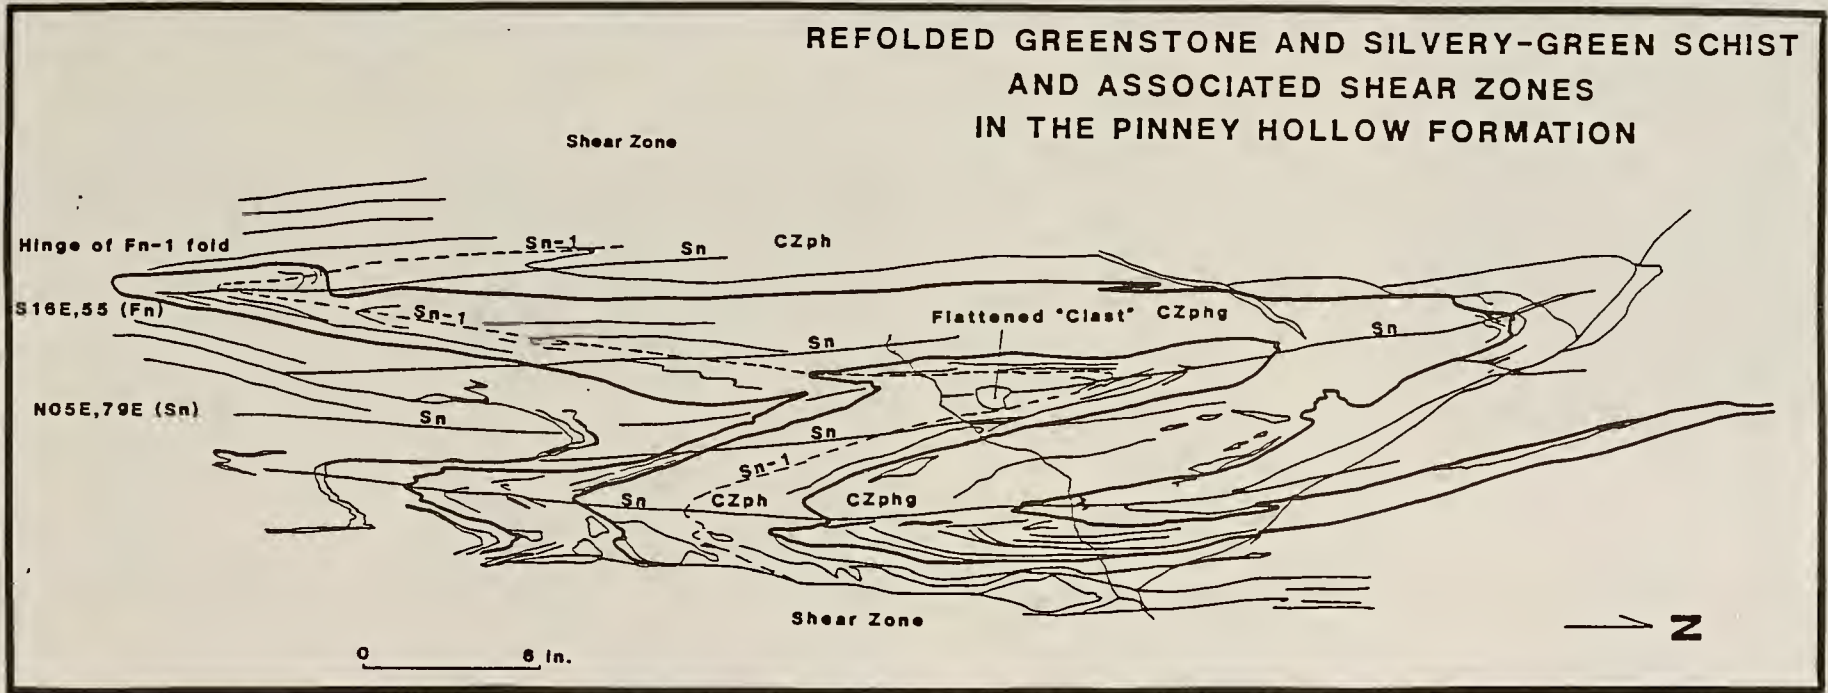 REFOLDED GREENSTONE AND SILVERY-GREEN SCHIST
AND ASSOCIATED SHEAR ZONES
IN THE PINNEY HOLLOW FORMATION
Shear Zone
Hinge of Fn-1 fold
Sn-1
Sn
CZph
S16E,55 (Fn)
Sn-1
Flattened "Clast"
CZphg
Sn
Sn
N05E,79E (Sn)
Sn
Sn
Sn-1
Sn
CZph
CZphg
Shear Zone
0
6 in.
N